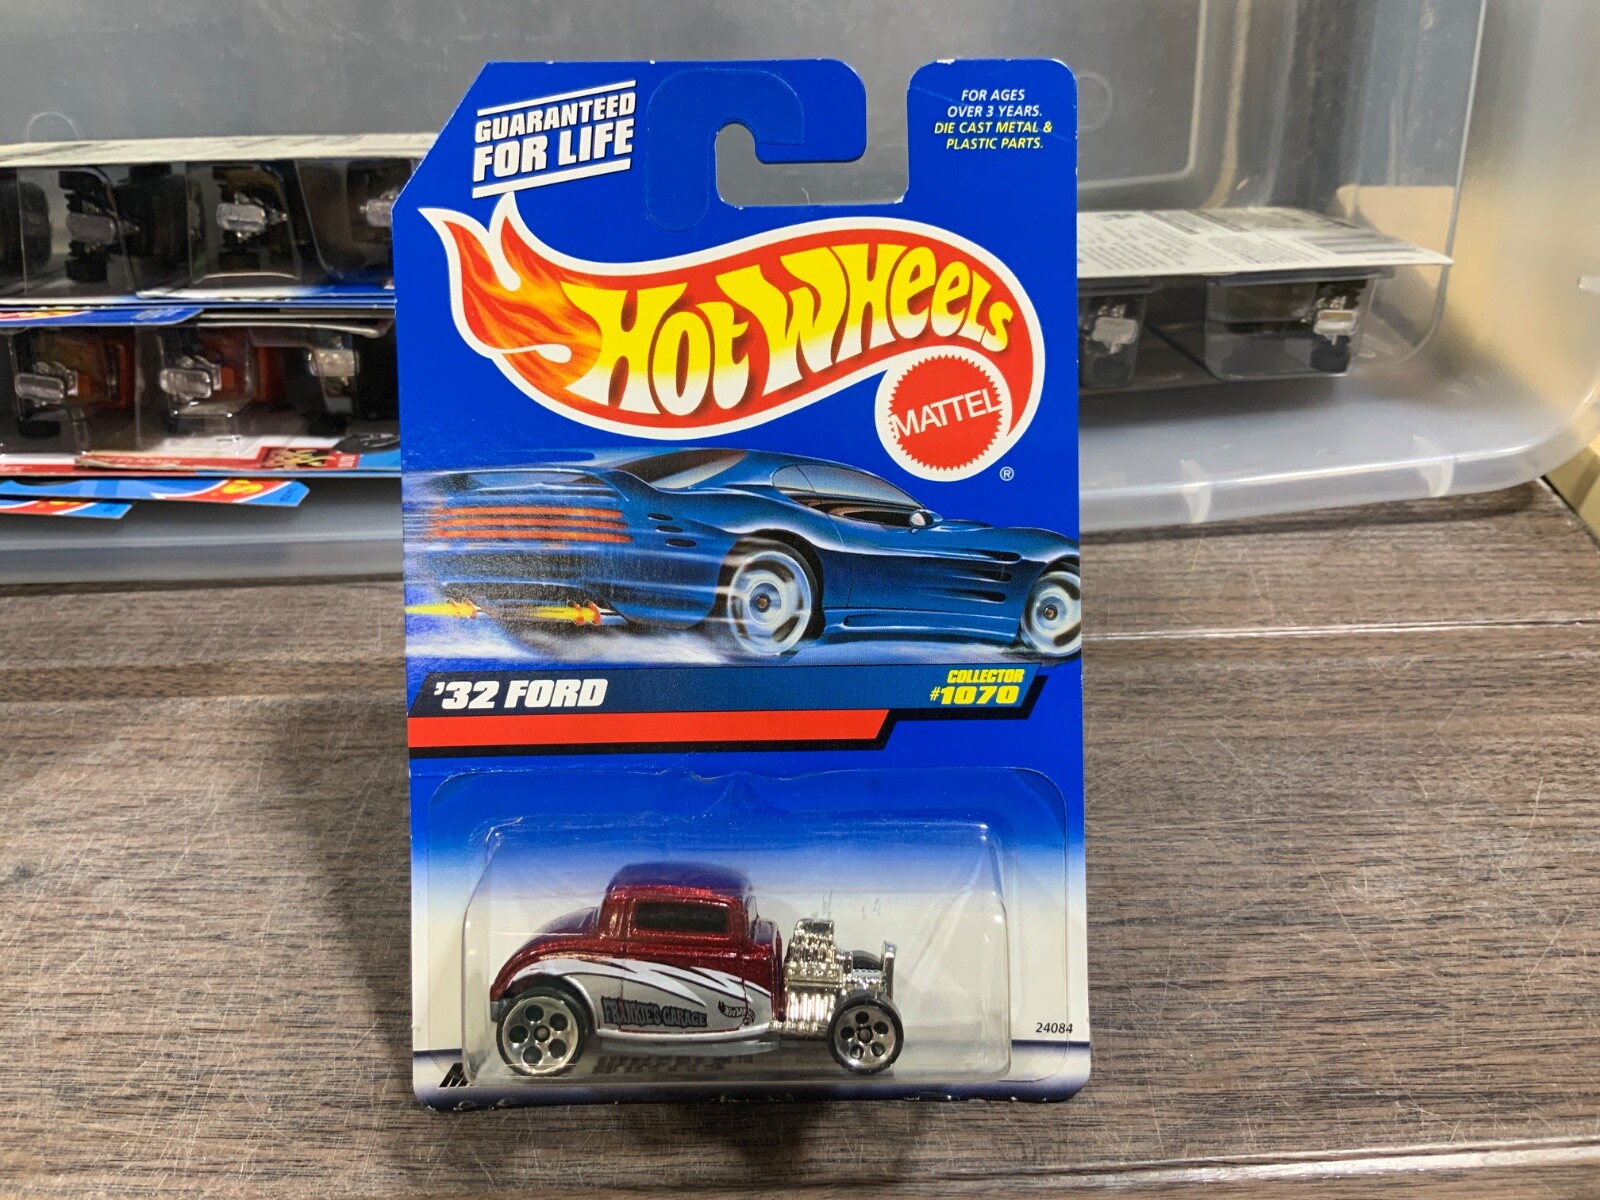 GUARANTEED
FOR LIFE
FOR AGES
OVER 3 YEARS.
DIE CAST METAL &
PLASTIC PARTS.
HOT WHEELS
MATTEL
®
'32 FORD
COLLECTOR
#1070
FRANKIE'S GARAGE
Hot Wheels
24084